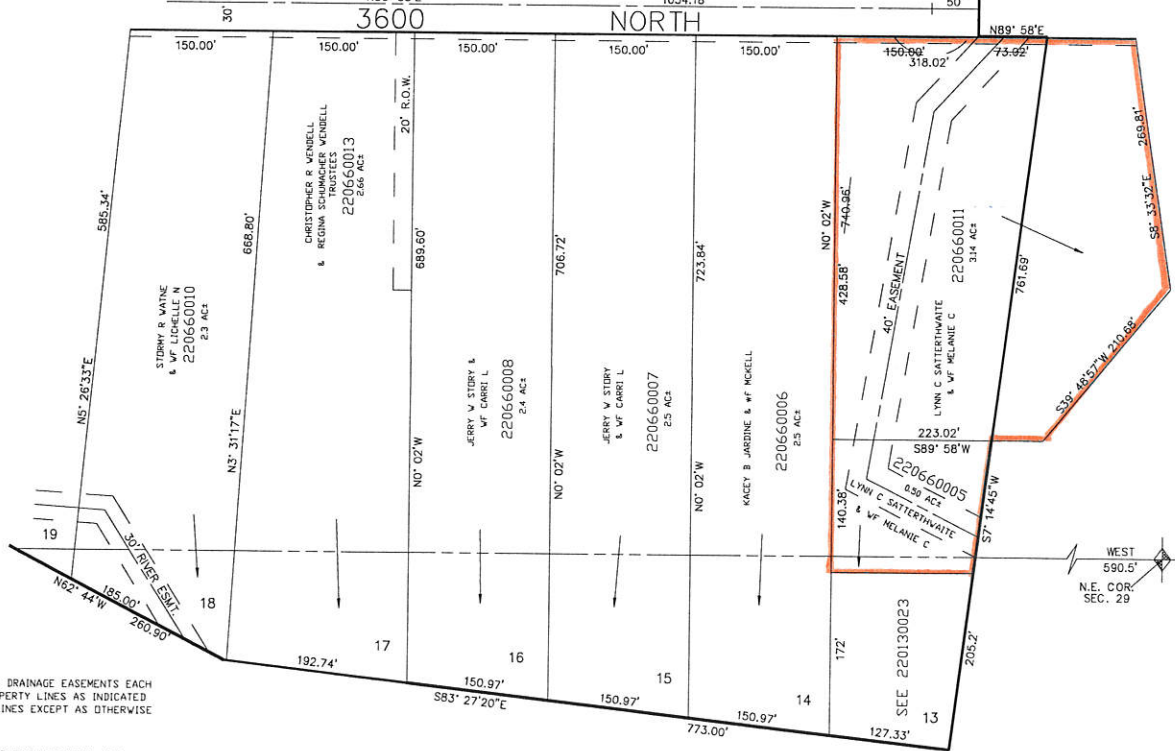 1034.18
50'
30'
3600 NORTH
N89° 58'E
150.00'
150.00'
150.00'
150.00'
150.00'
150.00'
73.02'
318.02'
585.34'
N5° 26'33"E
STORMY R WATNE
& WF LICHELLE N
220660010
2.3 AC±
668.80'
N3° 31'17"E
CHRISTOPHER R WENDELL
& REGINA SCHUMACHER WENDELL
TRUSTEES
220660013
2.66 AC±
20' R.O.W.
689.60'
N0° 02'W
JERRY W STORY &
WF CARRI L
220660008
2.4 AC±
706.72'
N0° 02'W
JERRY W STORY
& WF CARRI L
220660007
2.5 AC±
723.84'
N0° 02'W
KACEY B JARDINE & WF MCKELL
220660006
2.5 AC±
N0° 02'W
740.96'
428.58'
40' EASEMENT
LYNN C SATTERTHWAITE
& WF MELANIE C
220660011
3.14 AC±
761.69'
269.81'
S8° 33'32"E
S39° 48'57"W 210.68'
223.02'
S89° 58'W
220660005
0.50 AC±
LYNN C SATTERTHWAITE
& WF MELANIE C
140.38'
S7° 14'45"W
WEST
590.5'
N.E. COR.
SEC. 29
19
30' RIVER ESMT.
N62° 44'W
185.00'
260.90'
18
192.74'
17
16
15
14
13
150.97'
S83° 27'20"E
150.97'
150.97'
773.00'
127.33'
172'
SEE 220130023
205.2'
DRAINAGE EASEMENTS EACH
PERTY LINES AS INDICATED
INES EXCEPT AS OTHERWISE